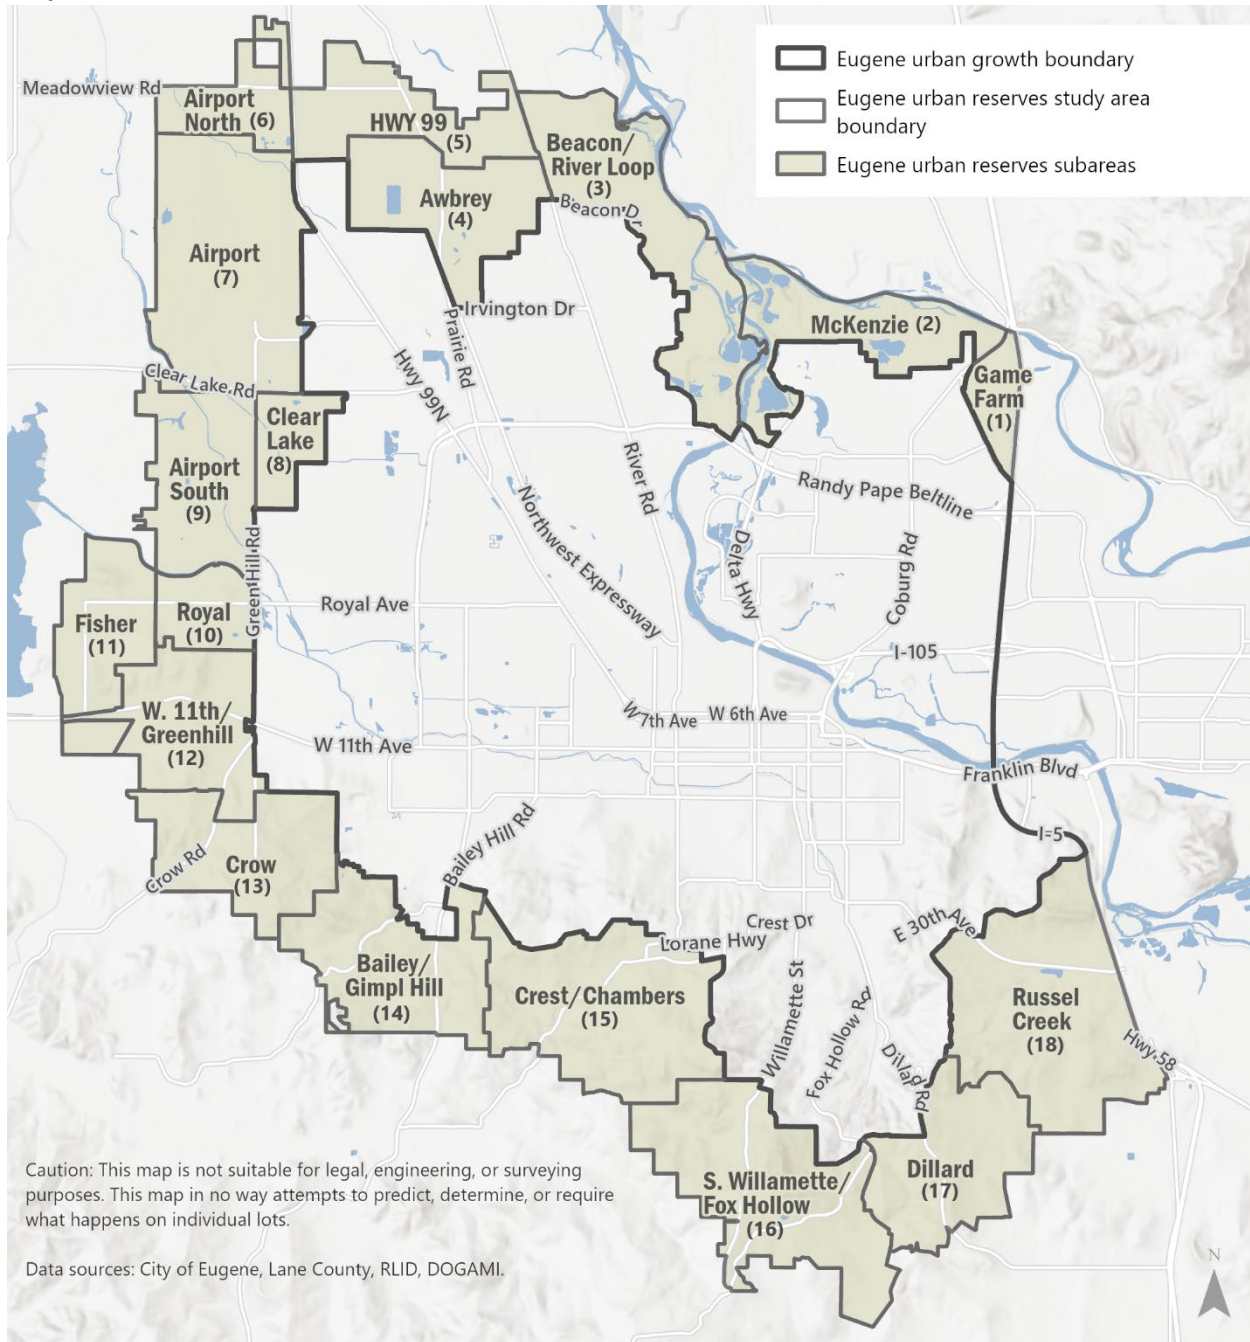 Eugene urban growth boundary
Eugene urban reserves study area
boundary
Eugene urban reserves subareas
Meadowview Rd
Airport
North (6)
HWY 99
(5)
Beacon/
River Loop
(3)
Beacon Dr
Awbrey
(4)
Airport
(7)
Irvington Dr
Prairie Rd
McKenzie (2)
Game
Farm
(1)
Clear Lake Rd
Hwy 99N
Clear
Lake
(8)
Airport
South
(9)
River Rd
Randy Pape Beltline
Northwest Expressway
Delta Hwy
Coburg Rd
Green Hill Rd
Fisher
(11)
Royal
(10)
Royal Ave
I-105
W. 11th/
Greenhill
(12)
W 7th Ave
W 6th Ave
W 11th Ave
Franklin Blvd
I-5
Bailey Hill Rd
Crow Rd
Crow
(13)
Crest Dr
Lorane Hwy
E 30th Ave
Bailey/
Gimpl Hill
(14)
Crest/Chambers
(15)
Willamette St
Fox Hollow Rd
Dillard Rd
Russel
Creek
(18)
Hwy 58
S. Willamette/
Fox Hollow
(16)
Dillard
(17)
Caution: This map is not suitable for legal, engineering, or surveying
purposes. This map in no way attempts to predict, determine, or require
what happens on individual lots.
Data sources: City of Eugene, Lane County, RLID, DOGAMI.
N